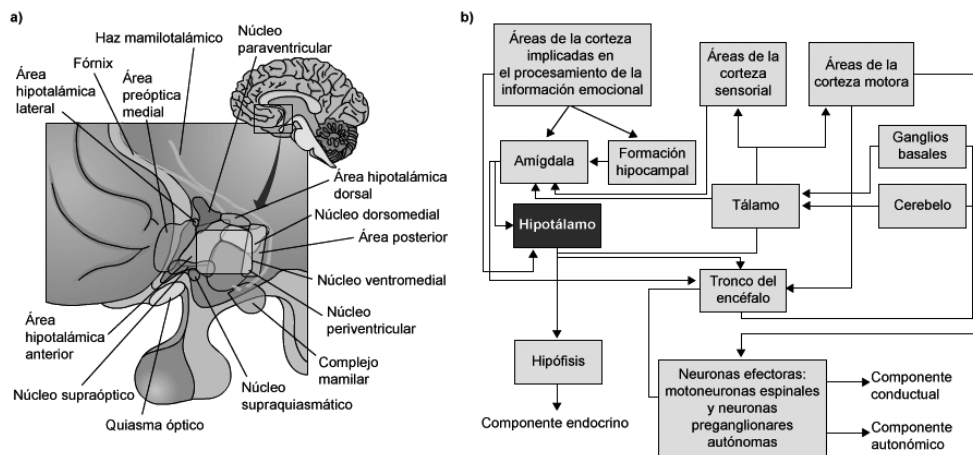 a)
Haz mamilotalámico
Núcleo
paraventricular
Fórnix
Área
hipotalámica
lateral
Área
preóptica
medial
Área hipotalámica
dorsal
Núcleo dorsomedial
Área posterior
Núcleo ventromedial
Núcleo
periventricular
Complejo
mamilar
Núcleo
supraquiasmático
Área
hipotalámica
anterior
Núcleo supraóptico
Quiasma óptico
b)
Áreas de la corteza
implicadas en
el procesamiento de la
información emocional
Áreas de
la corteza
sensorial
Áreas de la
corteza motora
Amígdala
Formación
hipocampal
Ganglios
basales
Tálamo
Cerebelo
Hipotálamo
Tronco del
encéfalo
Hipófisis
Componente endocrino
Neuronas efectoras:
motoneuronas espinales
y neuronas
preganglionares
autónomas
Componente
conductual
Componente
autonómico